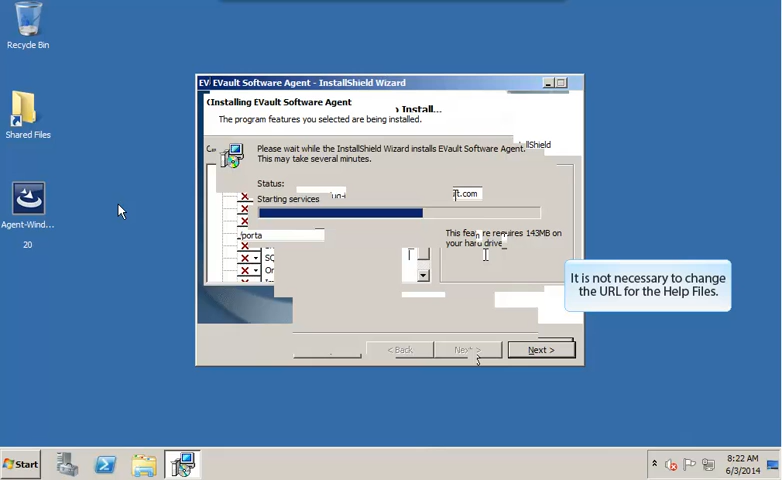 Recycle Bin
Shared Files
Agent-Wind...
20
EVault Software Agent - InstallShield Wizard
Installing EVault Software Agent
Install...
The program features you selected are being installed.
Please wait while the InstallShield Wizard installs EVault Software Agent.
This may take several minutes.
Status:
Starting services
.com
porta
This feature requires 143MB on
your hard drive
It is not necessary to change
the URL for the Help Files.
< Back
Next >
Next >
Start
8:22 AM
6/3/2014